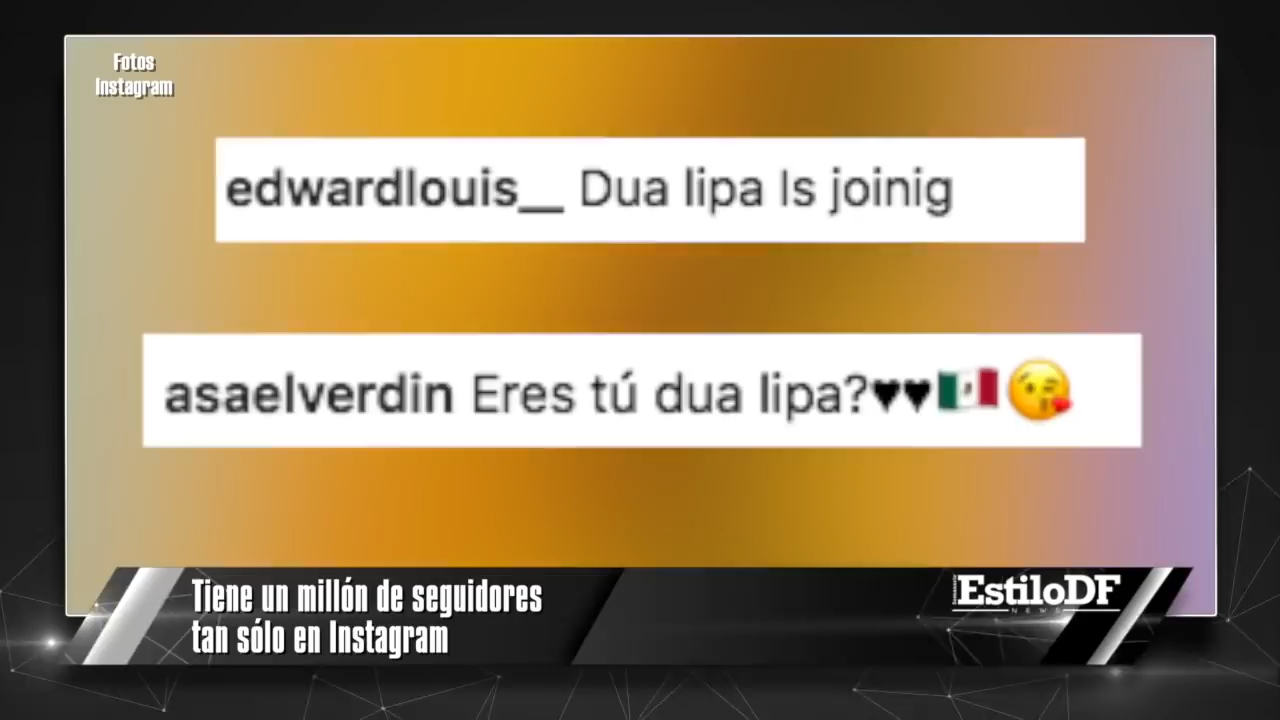 Fotos
Instagram
edwardlouis__ Dua lipa Is joinig
asaelverdin Eres tú dua lipa?♥♥🇲🇽😘
Tiene un millón de seguidores
tan sólo en Instagram
EstiloDF
NEWS